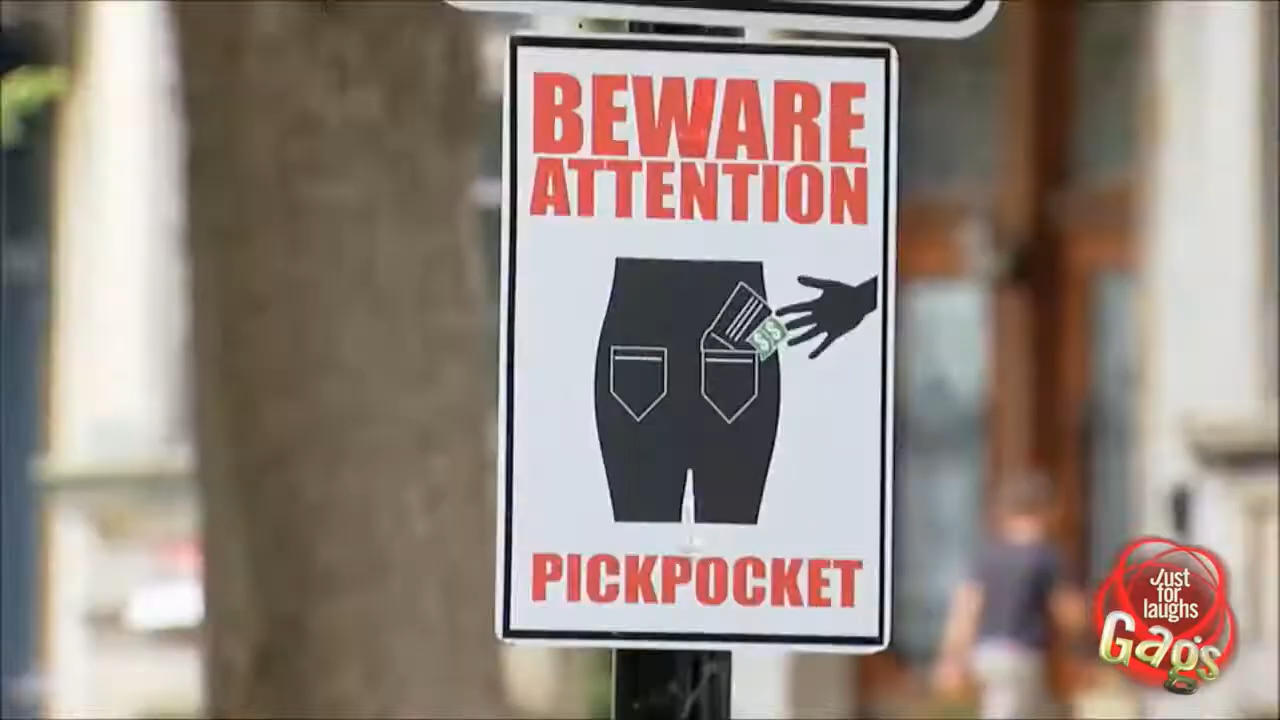 BEWARE
ATTENTION
$$
PICKPOCKET
Just
for
laughs
Gags